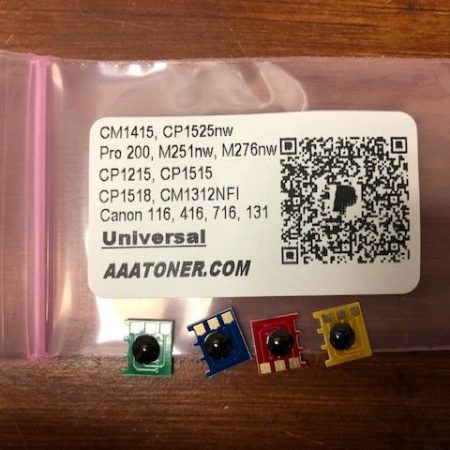 CM1415, CP1525nw
Pro 200, M251nw, M276nw
CP1215, CP1515
CP1518, CM1312NFI
Canon 116, 416, 716, 131
Universal
AAATONER.COM